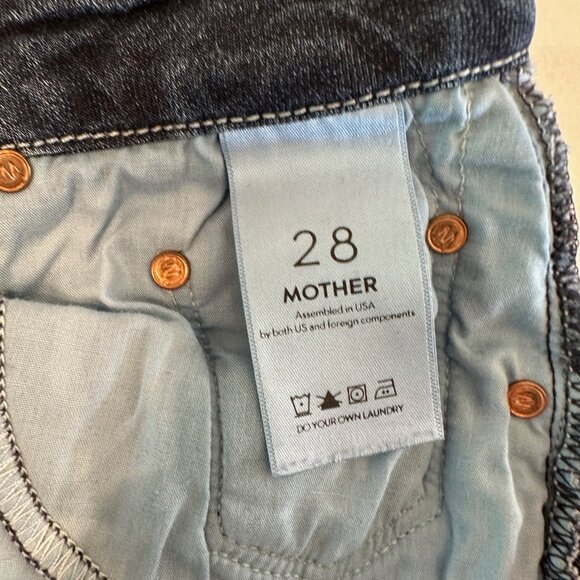 28
MOTHER
Assembled in USA
by both US and foreign components
DO YOUR OWN LAUNDRY